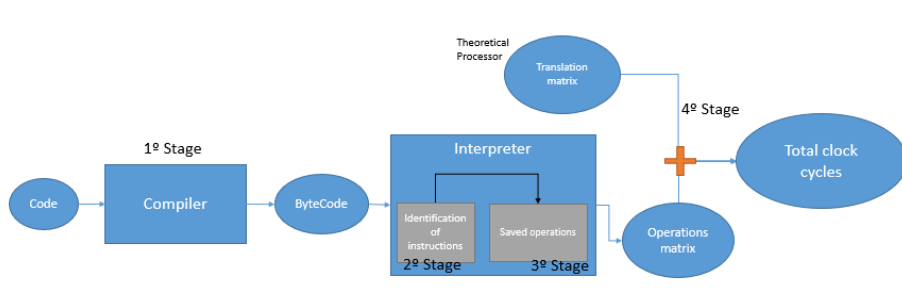 Theoretical
Processor
Translation
matrix
4º Stage
1º Stage
Interpreter
Total clock
cycles
Code
Compiler
ByteCode
Identification
of
instructions
Saved operations
Operations
matrix
2º Stage
3º Stage